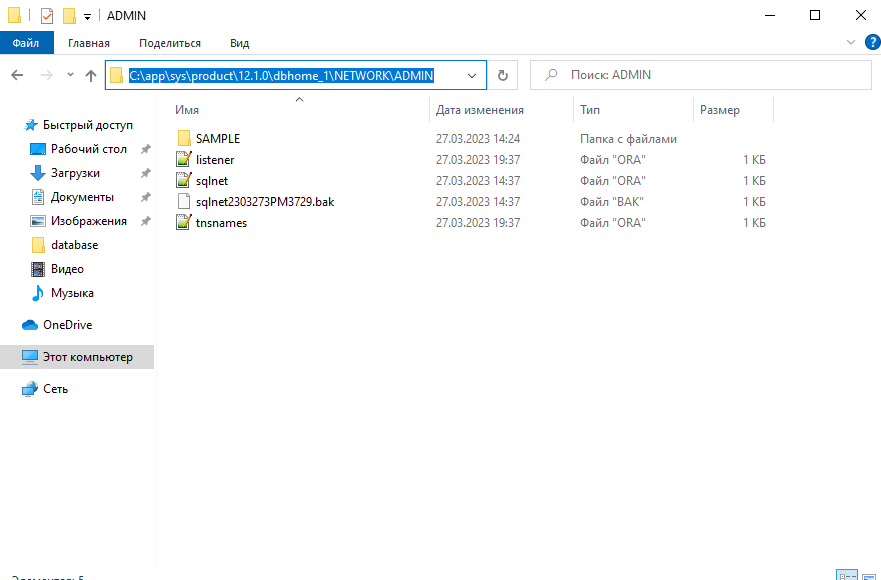 ADMIN
Файл Главная Поделиться Вид
C:\app\sys\product\12.1.0\dbhome_1\NETWORK\ADMIN Поиск: ADMIN
Имя Дата изменения Тип Размер
Быстрый доступ
Рабочий стол
Загрузки
Документы
Изображения
database
Видео
Музыка
OneDrive
Этот компьютер
Сеть
SAMPLE 27.03.2023 14:24 Папка с файлами
listener 27.03.2023 19:37 Файл "ORA" 1 КБ
sqlnet 27.03.2023 14:37 Файл "ORA" 1 КБ
sqlnet2303273PM3729.bak 27.03.2023 14:37 Файл "BAK" 1 КБ
tnsnames 27.03.2023 19:37 Файл "ORA" 1 КБ
Элементов: 5